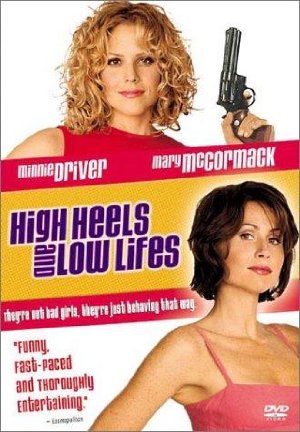 minnie DRIVER mary mccormack
HIGH HEELS
and LOW LIFES
they're not bad girls, they're just behaving that way.
"Funny,
Fast-paced
and Thoroughly
Entertaining."
- Cosmopolitan
DVD
VIDEO